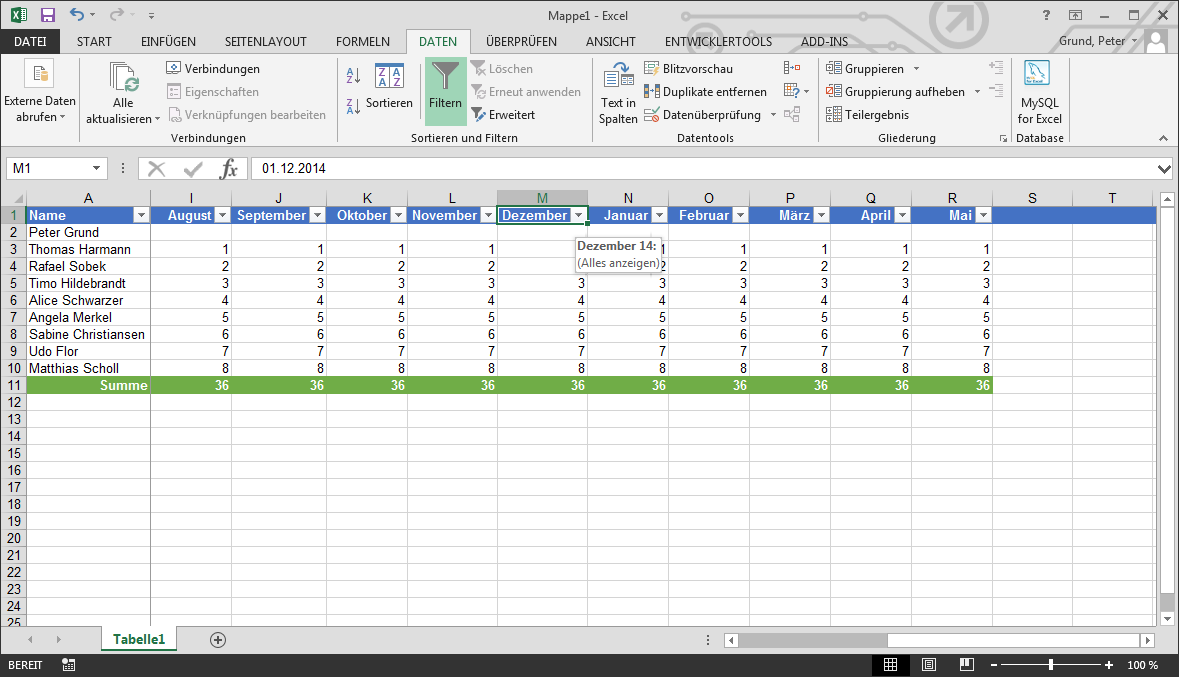 Mappe1 - Excel
?
DATEI START EINFÜGEN SEITENLAYOUT FORMELN DATEN ÜBERPRÜFEN ANSICHT ENTWICKLERTOOLS ADD-INS Grund, Peter
Externe Daten abrufen
Alle aktualisieren
Verbindungen
Eigenschaften
Verknüpfungen bearbeiten
Verbindungen
A Z
Z A
Z A A Z
Sortieren
Filtern
Löschen
Erneut anwenden
Erweitert
Sortieren und Filtern
Text in Spalten
Blitzvorschau
Duplikate entfernen
Datenüberprüfung
Datentools
Gruppieren
Gruppierung aufheben
Teilergebnis
Gliederung
MySQL for Excel
Database
M1 fx 01.12.2014
A I J K L M N O P Q R S T
1 Name August September Oktober November Dezember Januar Februar März April Mai
2 Peter Grund
3 Thomas Harmann 1 1 1 1 1 1 1 1 1
Dezember 14:
(Alles anzeigen)
4 Rafael Sobek 2 2 2 2 2 2 2 2 2
5 Timo Hildebrandt 3 3 3 3 3 3 3 3 3 3
6 Alice Schwarzer 4 4 4 4 4 4 4 4 4 4
7 Angela Merkel 5 5 5 5 5 5 5 5 5 5
8 Sabine Christiansen 6 6 6 6 6 6 6 6 6 6
9 Udo Flor 7 7 7 7 7 7 7 7 7 7
10 Matthias Scholl 8 8 8 8 8 8 8 8 8 8
11 Summe 36 36 36 36 36 36 36 36 36 36
12
13
14
15
16
17
18
19
20
21
22
23
24
25
Tabelle1
BEREIT 100 %